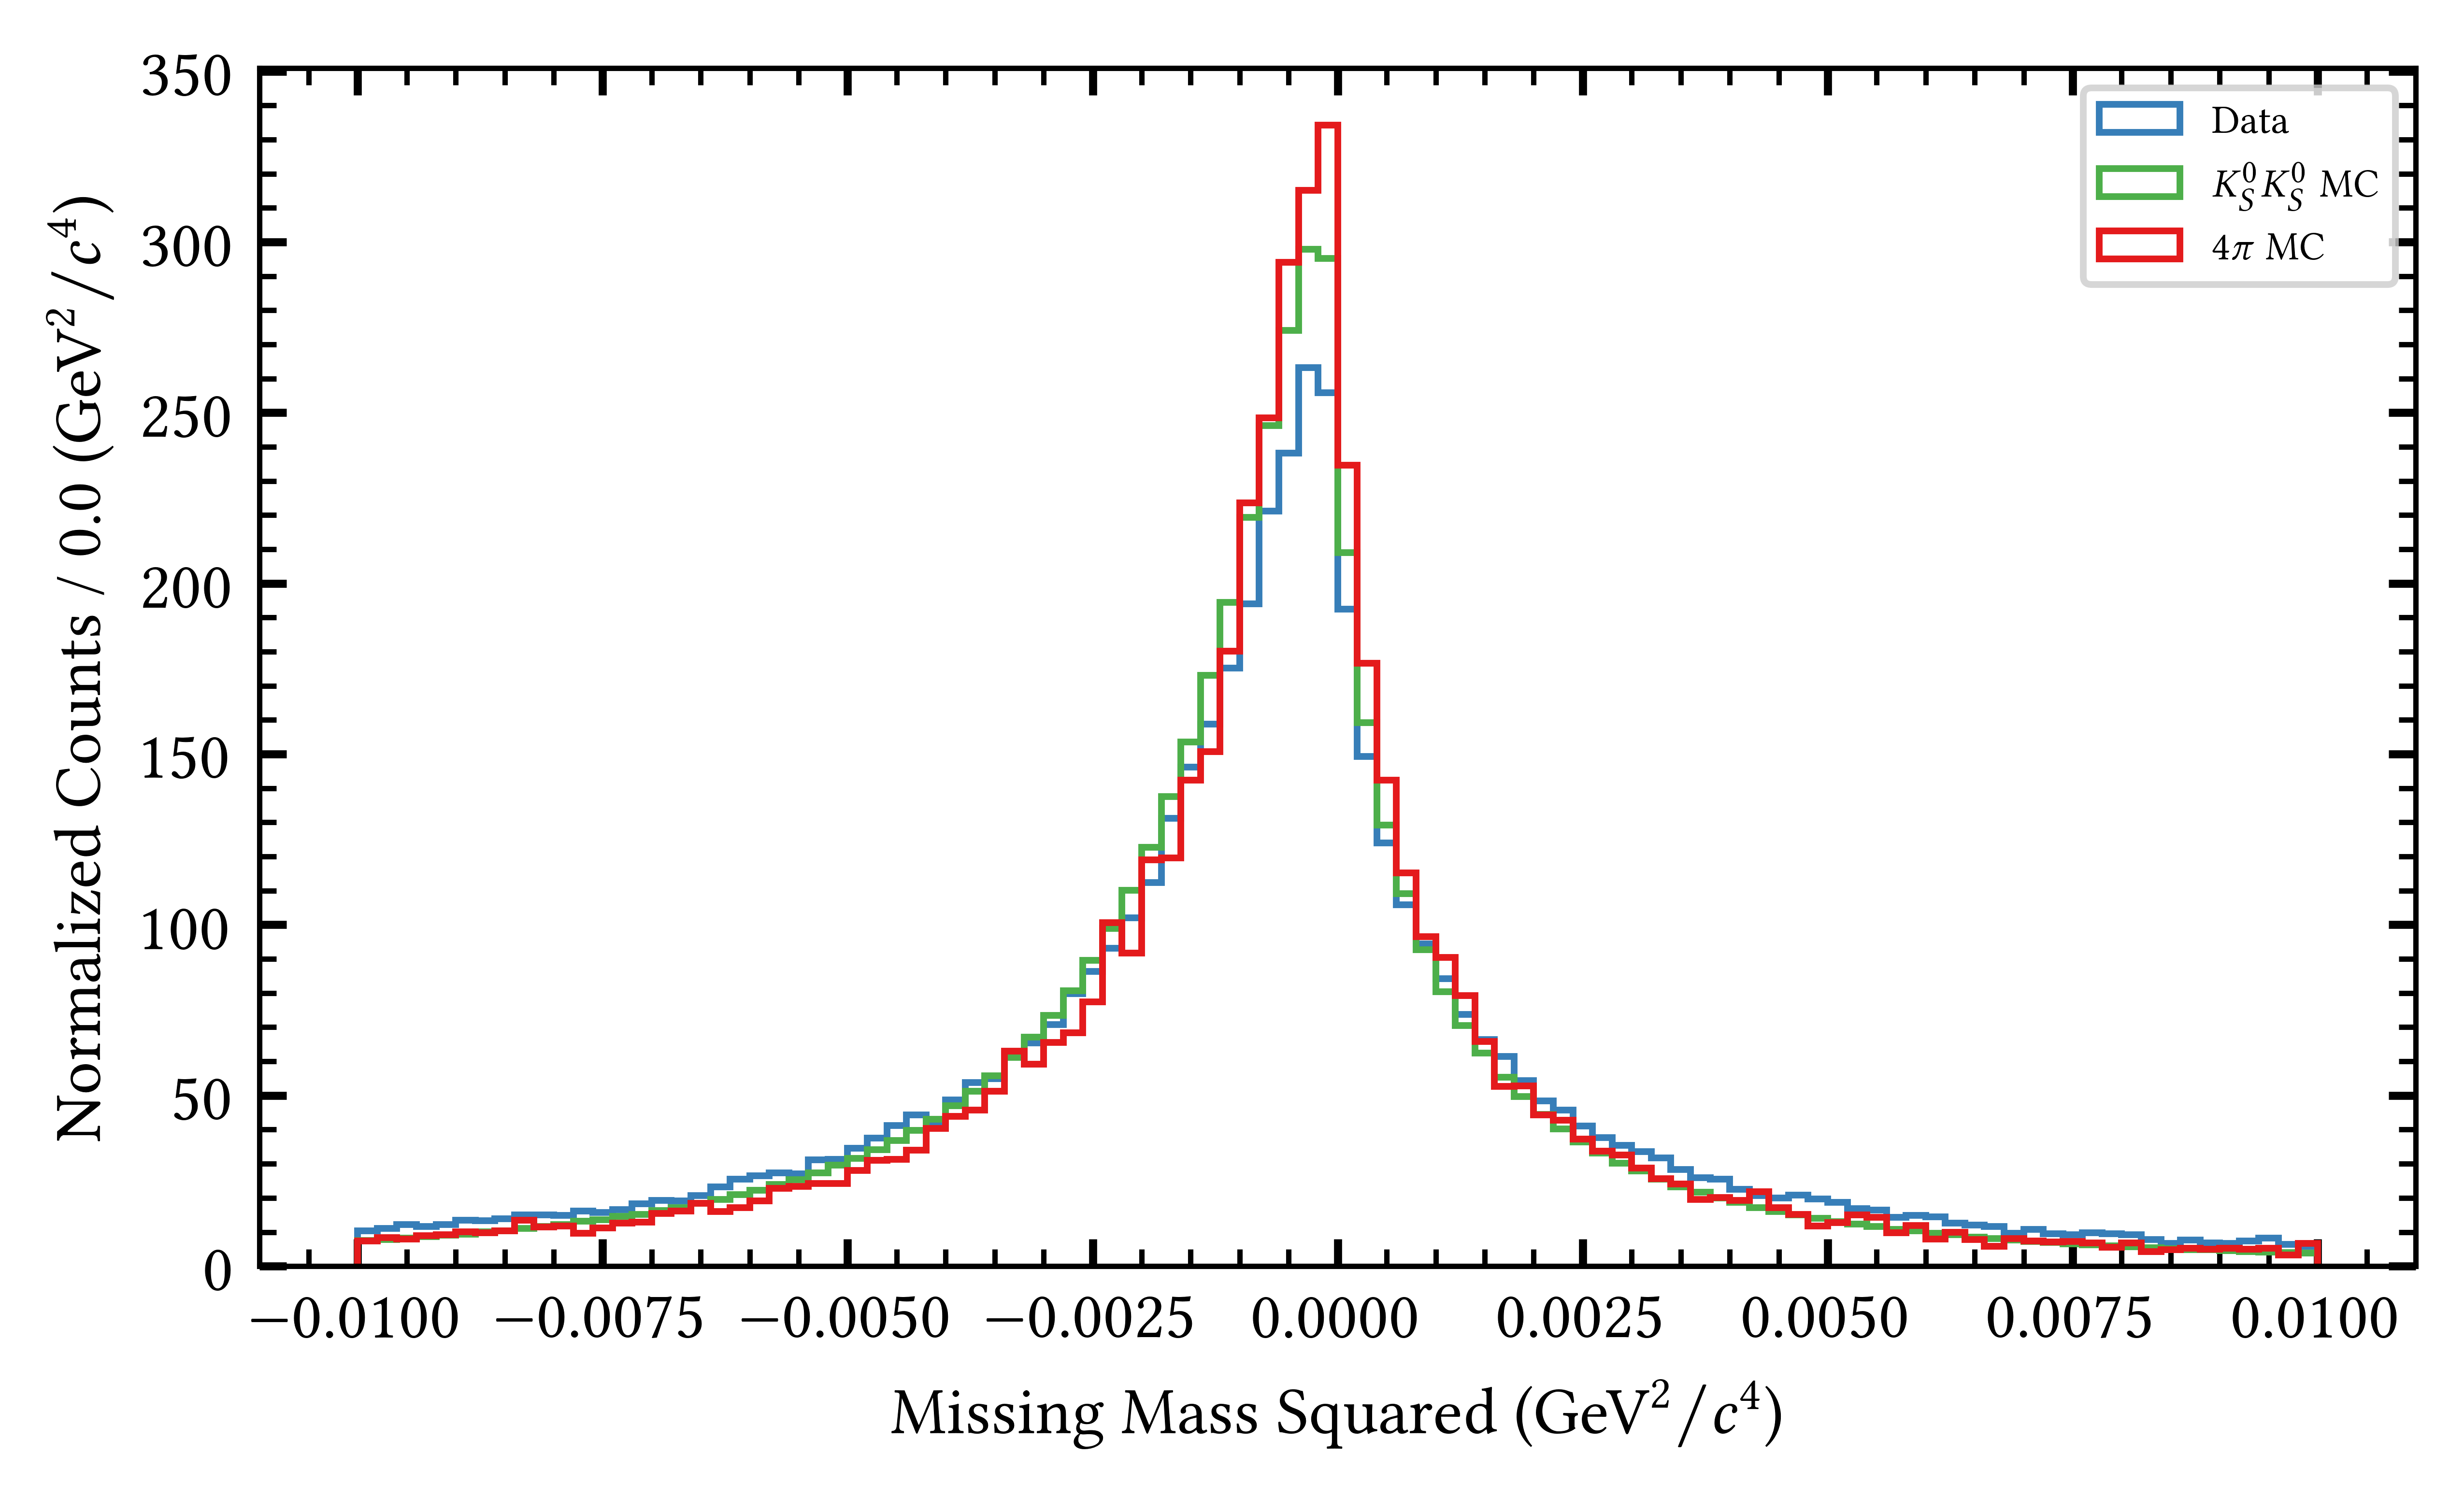 Normalized Counts / 0.0 (GeV²/c⁴)
350
300
250
200
150
100
50
0
Data
K⁰_S K⁰_S MC
4π MC
−0.0100 −0.0075 −0.0050 −0.0025 0.0000 0.0025 0.0050 0.0075 0.0100
Missing Mass Squared (GeV²/c⁴)